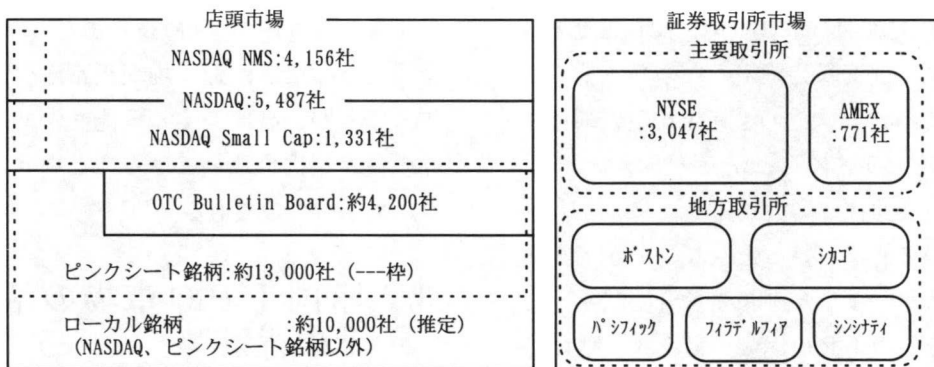 店頭市場
NASDAQ NMS:4,156社
NASDAQ:5,487社
NASDAQ Small Cap:1,331社
OTC Bulletin Board:約4,200社
ピンクシート銘柄:約13,000社 (---枠)
ローカル銘柄 :約10,000社 (推定)
(NASDAQ、ピンクシート銘柄以外)
証券取引所市場
主要取引所
NYSE
:3,047社
AMEX
:771社
地方取引所
ボストン
シカゴ
パシフィック
フィラデルフィア
シンシナティ